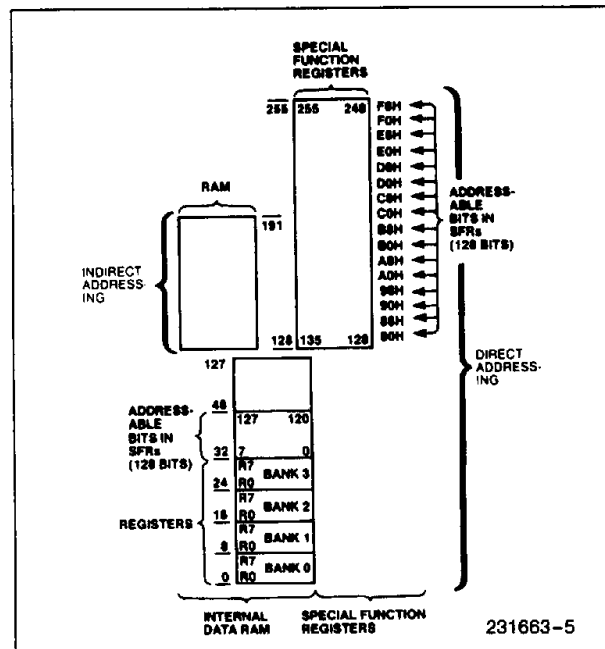 SPECIAL
FUNCTION
REGISTERS
255
255 248
F8H
F0H
E8H
E0H
D8H
D0H
C8H
C0H
B8H
B0H
A8H
A0H
98H
90H
88H
80H
ADDRESS-
ABLE
BITS IN
SFRs
(128 BITS)
RAM
191
INDIRECT
ADDRESS-
ING
128
135 128
DIRECT
ADDRESS-
ING
127
48
127 120
ADDRESS-
ABLE
BITS IN
SFRs
(128 BITS)
32
7 0
R7
BANK 3
24
R0
R7
BANK 2
16
R0
REGISTERS
R7
BANK 1
8
R0
R7
BANK 0
0
R0
INTERNAL
DATA RAM
SPECIAL FUNCTION
REGISTERS
231663-5